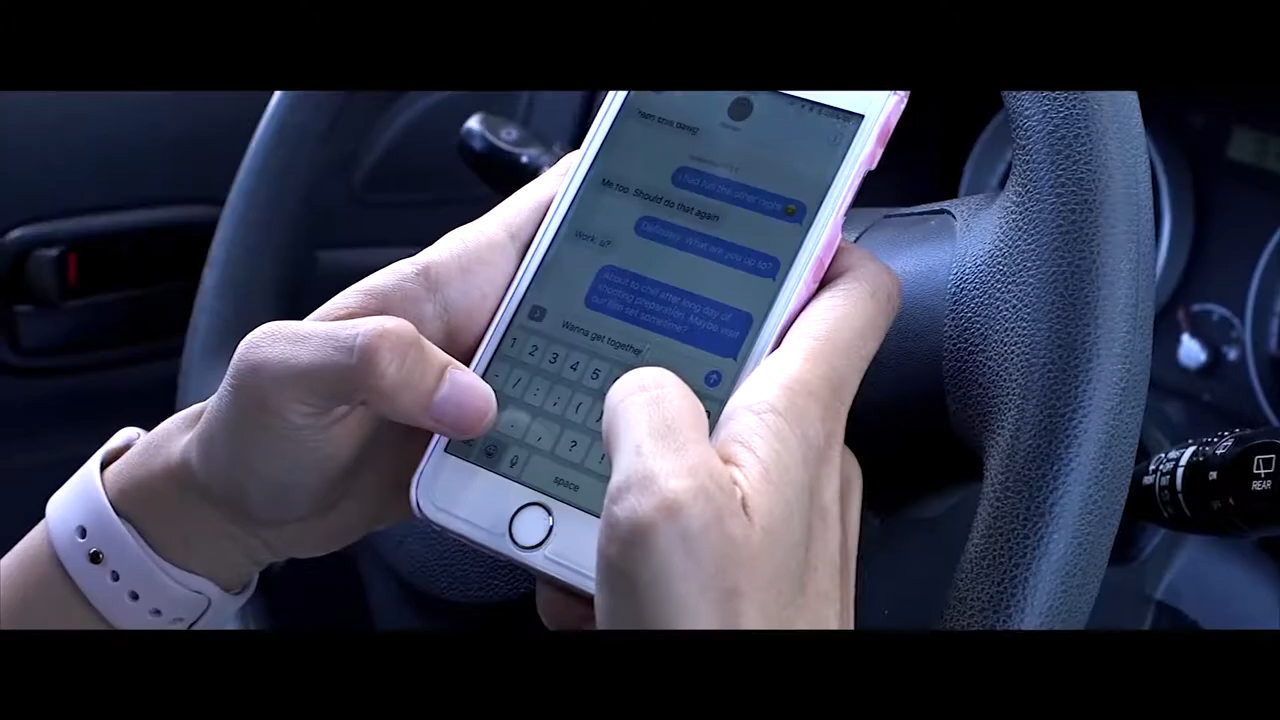 I had fun the other night
Me too. Should do that again
Definitely. What are you up to?
Work, u?
About to chill after long day of
shooting preparation. Maybe visit
our film set sometime?
Wanna get together
1 2 3 4 5
- / : ; ( )
. , ? !
space
ON
REAR